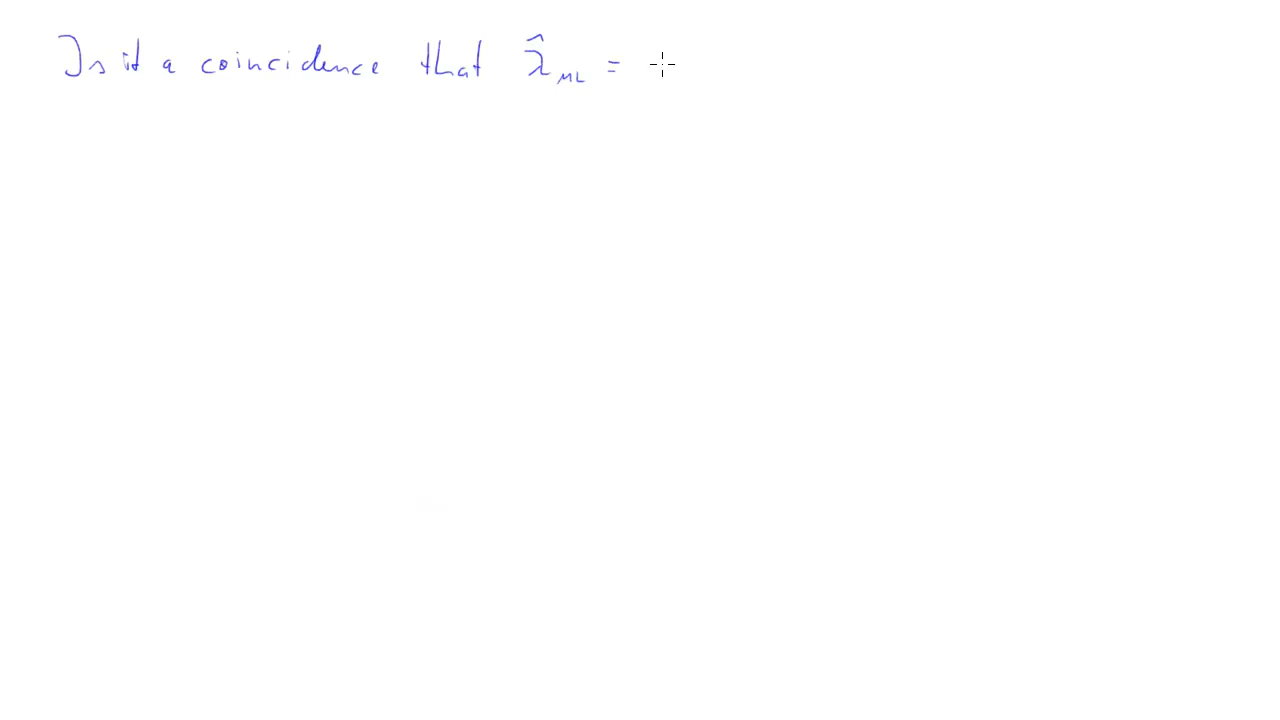 Is it a coincidence that λ̂_ML =